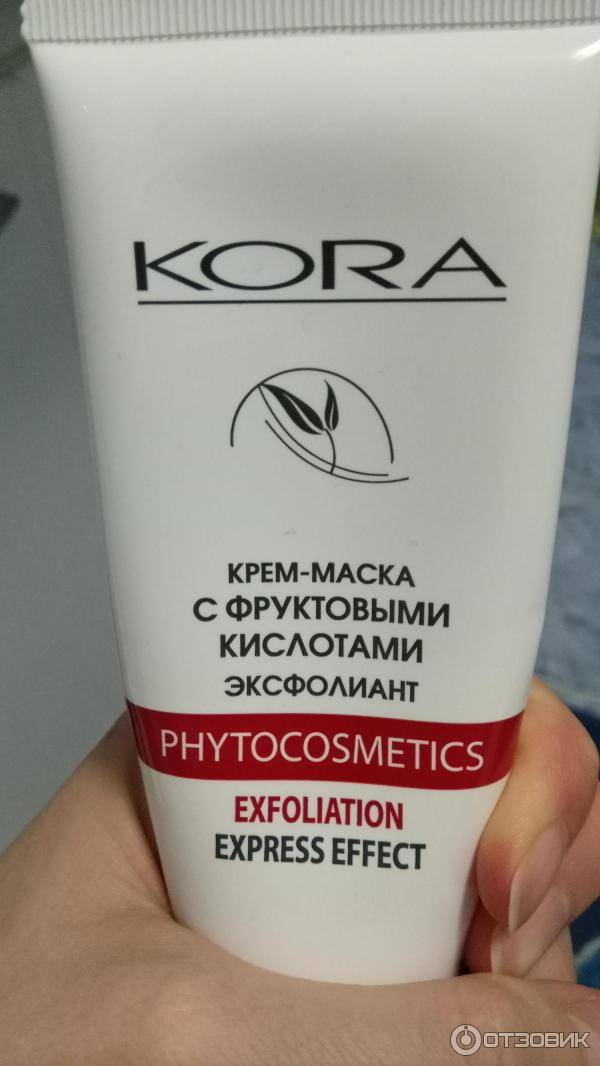 KORA
КРЕМ-МАСКА
С ФРУКТОВЫМИ
КИСЛОТАМИ
ЭКСФОЛИАНТ
PHYTOCOSMETICS
EXFOLIATION
EXPRESS EFFECT
ОТЗОВИК